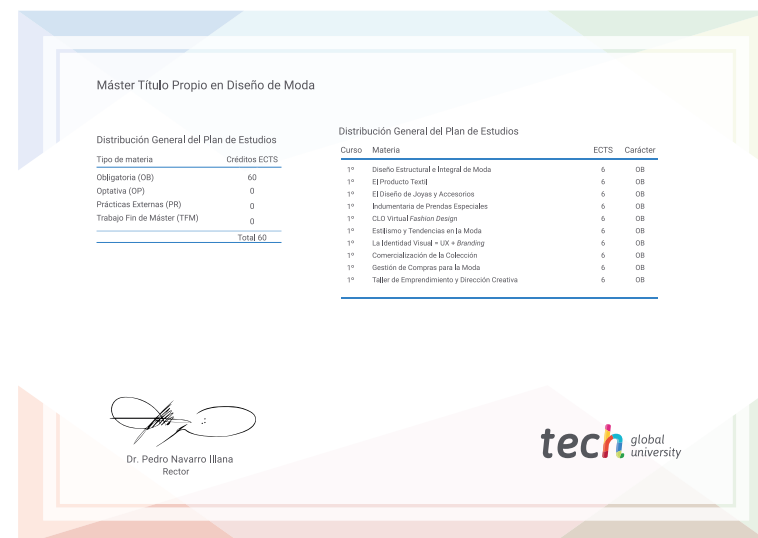 Máster Título Propio en Diseño de Moda
Distribución General del Plan de Estudios
Tipo de materia Créditos ECTS
Obligatoria (OB) 60
Optativa (OP) 0
Prácticas Externas (PR) 0
Trabajo Fin de Máster (TFM) 0
Total 60
Distribución General del Plan de Estudios
Curso Materia ECTS Carácter
1º Diseño Estructural e Integral de Moda 6 OB
1º El Producto Textil 6 OB
1º El Diseño de Joyas y Accesorios 6 OB
1º Indumentaria de Prendas Especiales 6 OB
1º CLO Virtual Fashion Design 6 OB
1º Estilismo y Tendencias en la Moda 6 OB
1º La Identidad Visual = UX + Branding 6 OB
1º Comercialización de la Colección 6 OB
1º Gestión de Compras para la Moda 6 OB
1º Taller de Emprendimiento y Dirección Creativa 6 OB
Dr. Pedro Navarro Illana
Rector
tech global
university